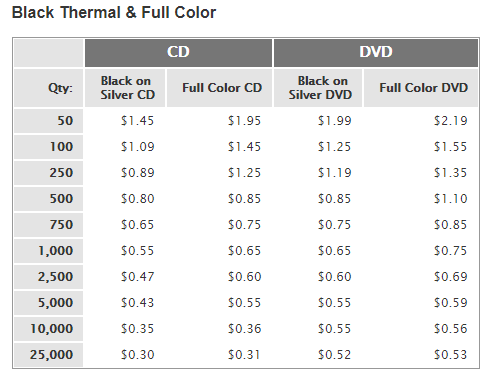 Black Thermal & Full Color
CD DVD
Qty: Black on Silver CD Full Color CD Black on Silver DVD Full Color DVD
50 $1.45 $1.95 $1.99 $2.19
100 $1.09 $1.45 $1.25 $1.55
250 $0.89 $1.25 $1.19 $1.35
500 $0.80 $0.85 $0.85 $1.10
750 $0.65 $0.75 $0.75 $0.85
1,000 $0.55 $0.65 $0.65 $0.75
2,500 $0.47 $0.60 $0.60 $0.69
5,000 $0.43 $0.55 $0.55 $0.59
10,000 $0.35 $0.36 $0.55 $0.56
25,000 $0.30 $0.31 $0.52 $0.53